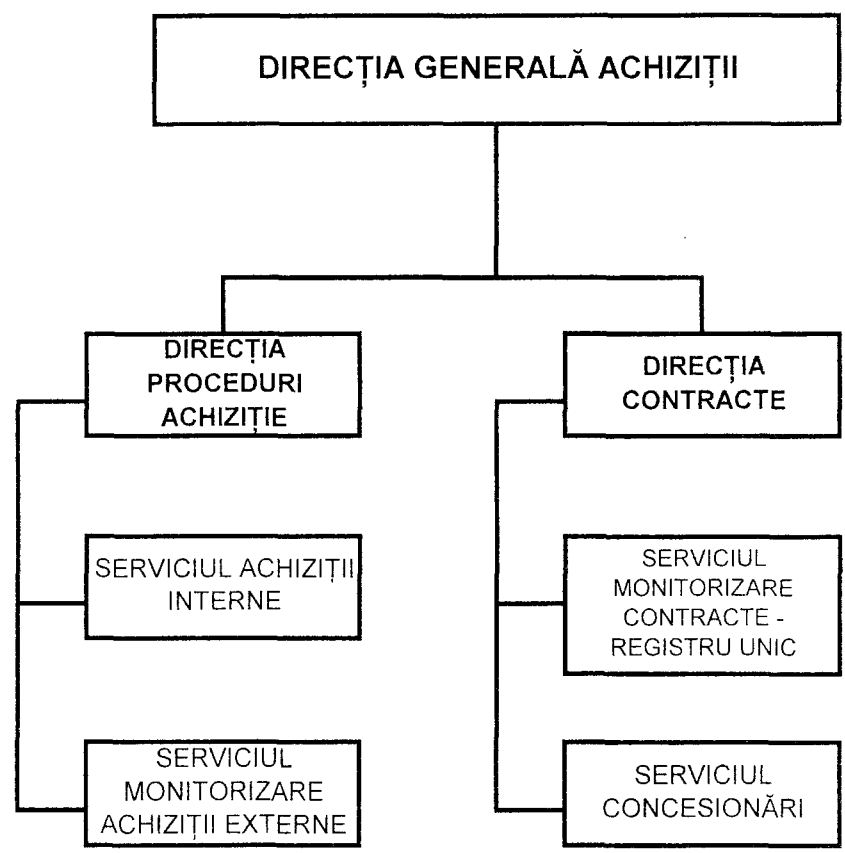 DIRECȚIA GENERALĂ ACHIZIȚII
DIRECȚIA
PROCEDURI
ACHIZIȚIE
DIRECȚIA
CONTRACTE
SERVICIUL ACHIZIȚII
INTERNE
SERVICIUL
MONITORIZARE
CONTRACTE -
REGISTRU UNIC
SERVICIUL
MONITORIZARE
ACHIZIȚII EXTERNE
SERVICIUL
CONCESIONĂRI